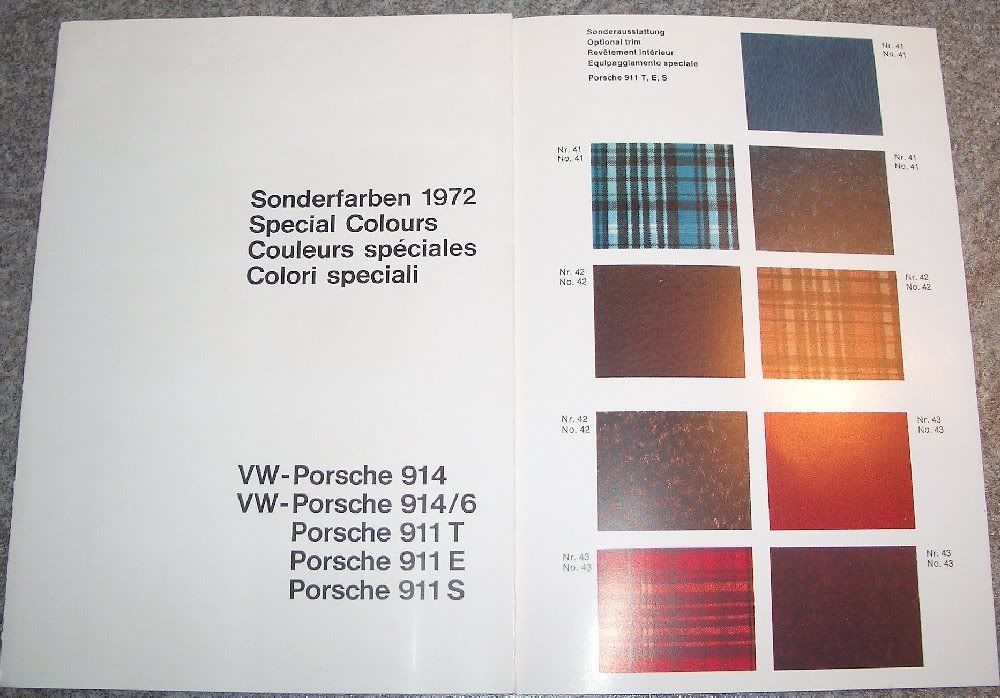 Sonderfarben 1972
Special Colours
Couleurs spéciales
Colori speciali
VW-Porsche 914
VW-Porsche 914/6
Porsche 911 T
Porsche 911 E
Porsche 911 S
Sonderausstattung
Optional trim
Revêtement intérieur
Equipaggiamento speciale
Porsche 911 T, E, S
Nr. 41
No. 41
Nr. 41
No. 41
Nr. 41
No. 41
Nr. 42
No. 42
Nr. 42
No. 42
Nr. 42
No. 42
Nr. 43
No. 43
Nr. 43
No. 43
Nr. 43
No. 43